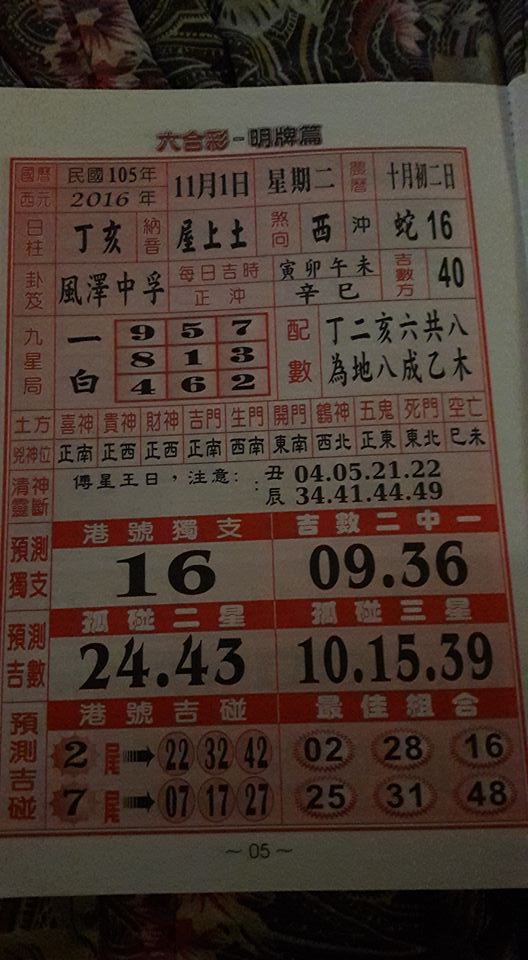 六合彩-明牌篇
國曆 民國105年 11月1日 星期二 農曆 十月初二日
西元 2016年
日柱 丁亥 納音 屋上土 煞向 西 沖 蛇16
卦笈 風澤中孚 每日吉時 寅卯午未 吉數方 40
正沖 辛巳
九星局 一白 9 5 7 配數 丁二亥六共八
8 1 3 為地八成乙木
4 6 2
土方 喜神 貴神 財神 吉門 生門 開門 鶴神 五鬼 死門 空亡
兇神位 正南 正西 正西 正南 西南 東南 西北 正東 東北 巳未
清神靈斷 傅星王日,注意: : 丑 04.05.21.22
辰 34.41.44.49
預測獨支 港號獨支 吉數二中一
16 09.36
預測吉數 孤碰二星 孤碰三星
24.43 10.15.39
預測吉碰 港號吉碰 最佳組合
2尾 22 32 42 02 28 16
7尾 07 17 27 25 31 48
~05~